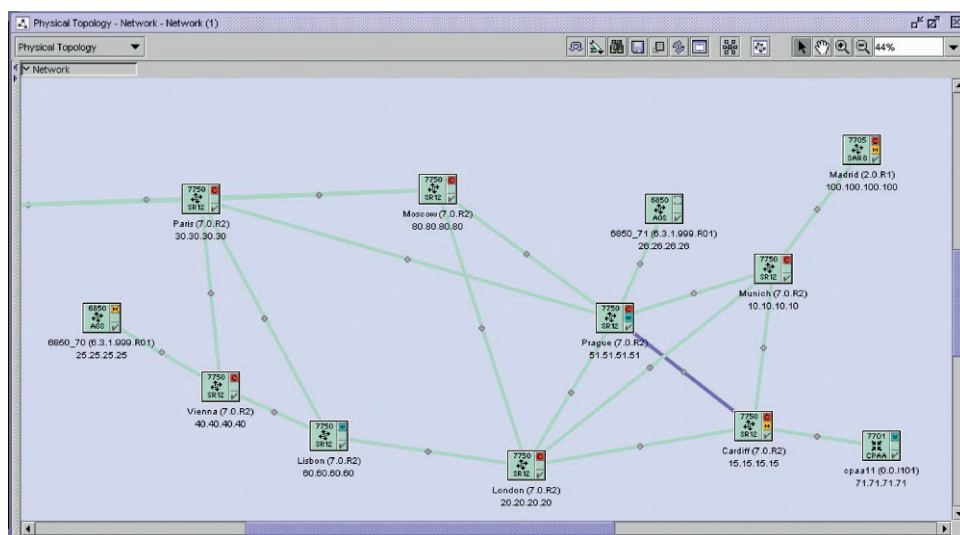 Physical Topology - Network - Network (1)
Physical Topology
44%
Network
7705
C
M
SAR 8
Madrid (2.0.R1)
100.100.100.100
7750
C
SR12
Paris (7.0.R2)
30.30.30.30
7750
C
SR12
Moscow (7.0.R2)
80.80.80.80
6850
AOS
6850_71 (6.3.1.999.R01)
26.26.26.26
7750
C
SR12
Munich (7.0.R2)
10.10.10.10
6850
M
AOS
6850_70 (6.3.1.999.R01)
25.25.25.25
7750
C
SR12
Prague (7.0.R2)
51.51.51.51
7750
C
SR12
Vienna (7.0.R2)
40.40.40.40
7750
SR12
Lisbon (7.0.R2)
60.60.60.60
7750
C
SR12
London (7.0.R2)
20.20.20.20
7750
C
M
SR12
Cardiff (7.0.R2)
15.15.15.15
7701
CPAA
cpaa11 (0.0.I101)
71.71.71.71